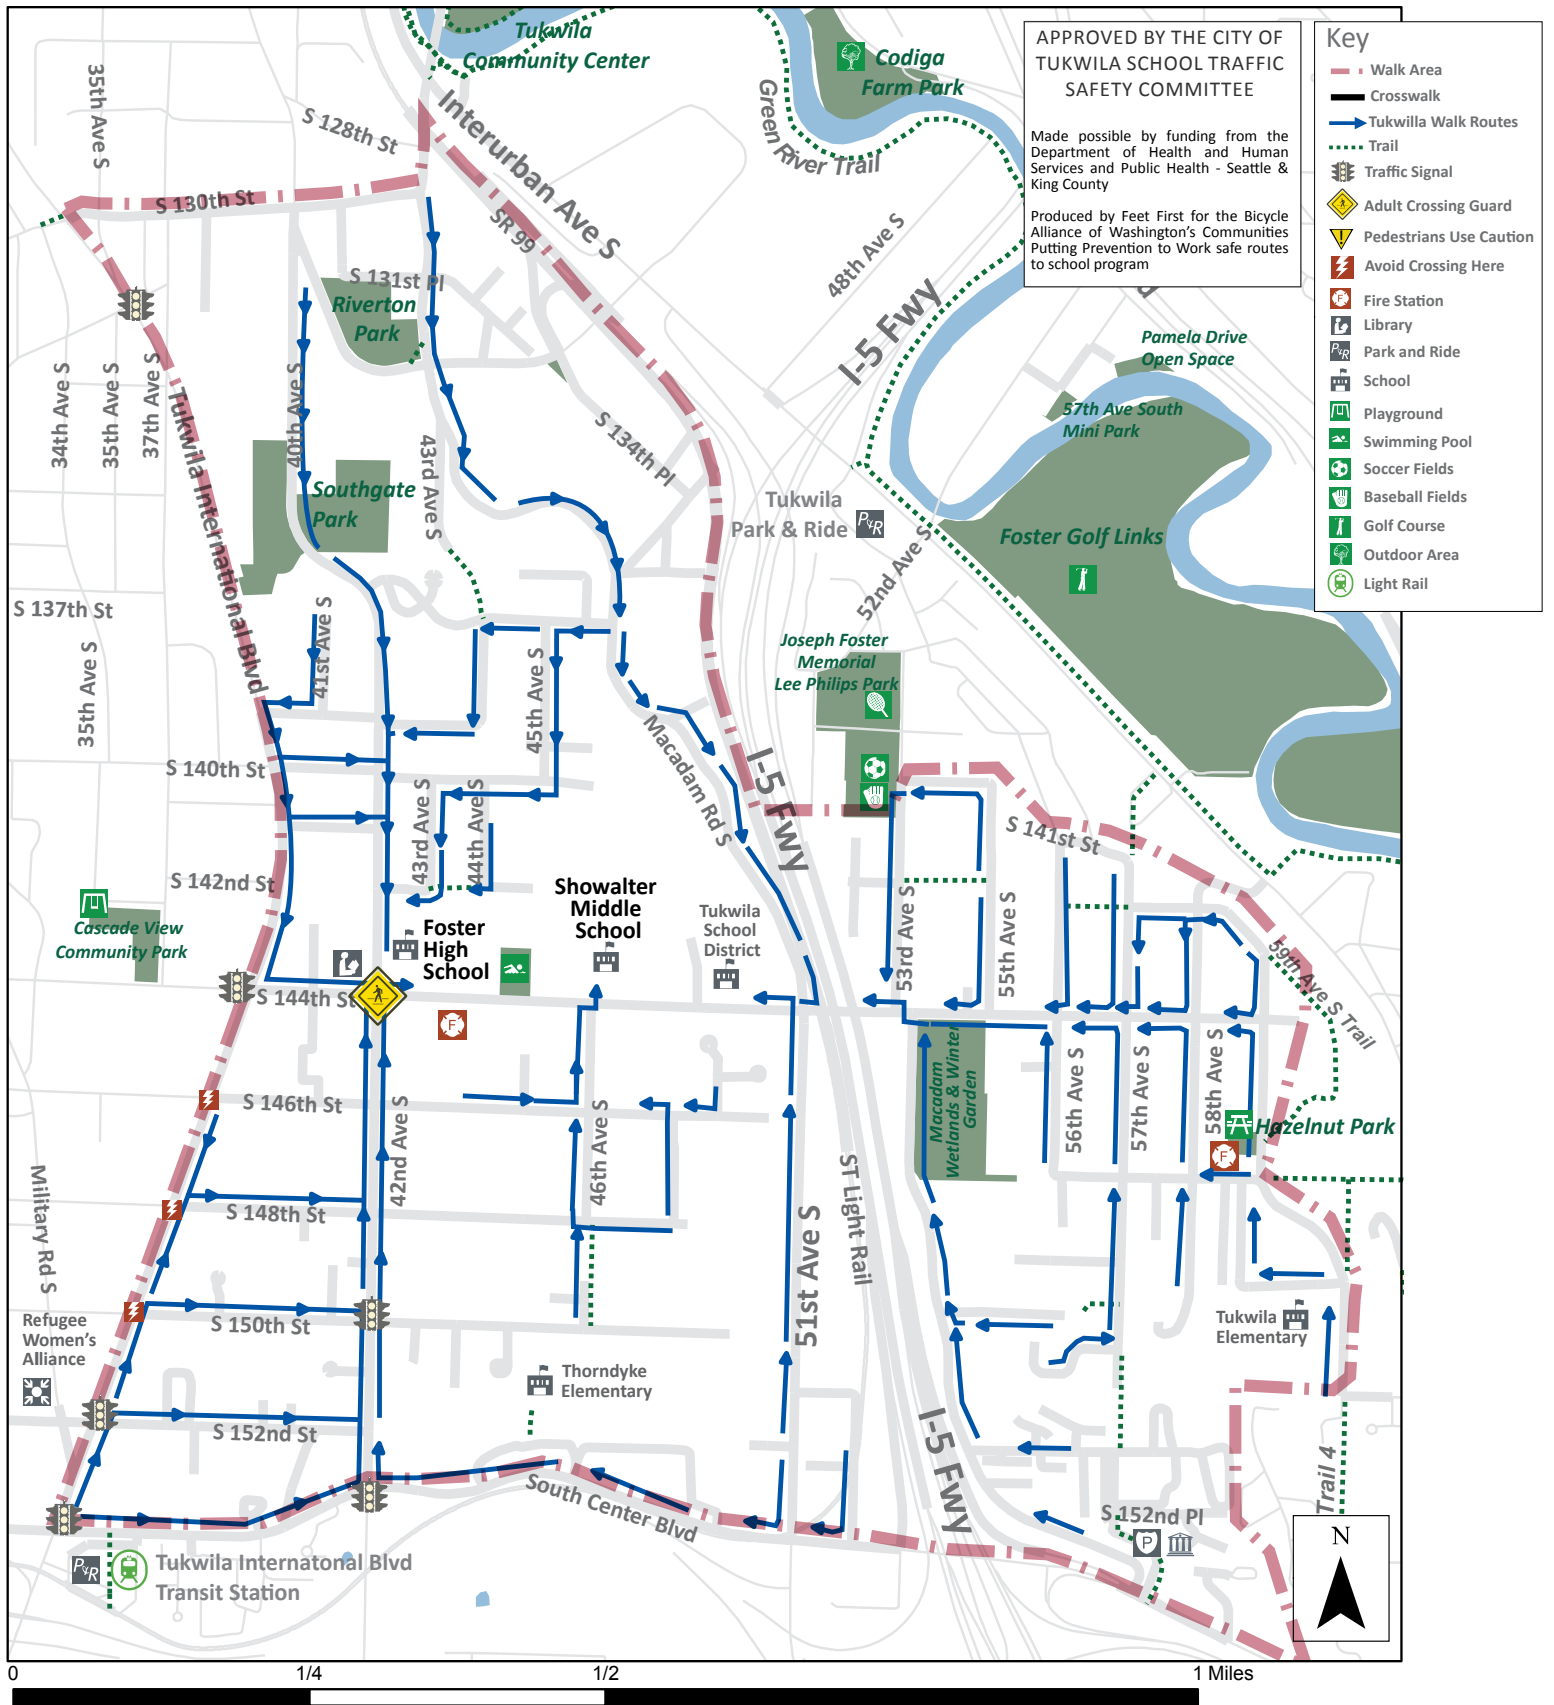 Tukwila
Community Center
Codiga
Farm Park
Green River Trail
Interurban Ave S
SR 99
35th Ave S
S 128th St
S 130th St
S 131st Pl
Riverton
Park
48th Ave S
I-5 Fwy
Pamela Drive
Open Space
57th Ave South
Mini Park
34th Ave S
35th Ave S
37th Ave S
Tukwila International Blvd
40th Ave S
43rd Ave S
S 134th Pl
Southgate
Park
Tukwila
Park & Ride
P&R
52nd Ave S
Foster Golf Links
S 137th St
35th Ave S
41st Ave S
45th Ave S
Joseph Foster
Memorial
Lee Philips Park
Macadam Rd S
I-5 Fwy
S 140th St
43rd Ave S
44th Ave S
S 141st St
S 142nd St
Cascade View
Community Park
Foster
High
School
Showalter
Middle
School
Tukwila
School
District
53rd Ave S
55th Ave S
59th Ave S Trail
S 144th St
F
Macadam
Wetlands & Winter
Garden
56th Ave S
57th Ave S
58th Ave S
Hazelnut Park
F
S 146th St
42nd Ave S
46th Ave S
Military Rd S
S 148th St
51st Ave S
ST Light Rail
Refugee
Women's
Alliance
S 150th St
Tukwila
Elementary
Thorndyke
Elementary
S 152nd St
I-5 Fwy
South Center Blvd
S 152nd Pl
P
Trail 4
P&R
Tukwila Internatonal Blvd
Transit Station
N
0
1/4
1/2
1 Miles
APPROVED BY THE CITY OF
TUKWILA SCHOOL TRAFFIC
SAFETY COMMITTEE
Made possible by funding from the
Department of Health and Human
Services and Public Health - Seattle &
King County
Produced by Feet First for the Bicycle
Alliance of Washington's Communities
Putting Prevention to Work safe routes
to school program
Key
Walk Area
Crosswalk
Tukwilla Walk Routes
Trail
Traffic Signal
Adult Crossing Guard
Pedestrians Use Caution
Avoid Crossing Here
F
Fire Station
Library
P&R
Park and Ride
School
Playground
Swimming Pool
Soccer Fields
Baseball Fields
Golf Course
Outdoor Area
Light Rail